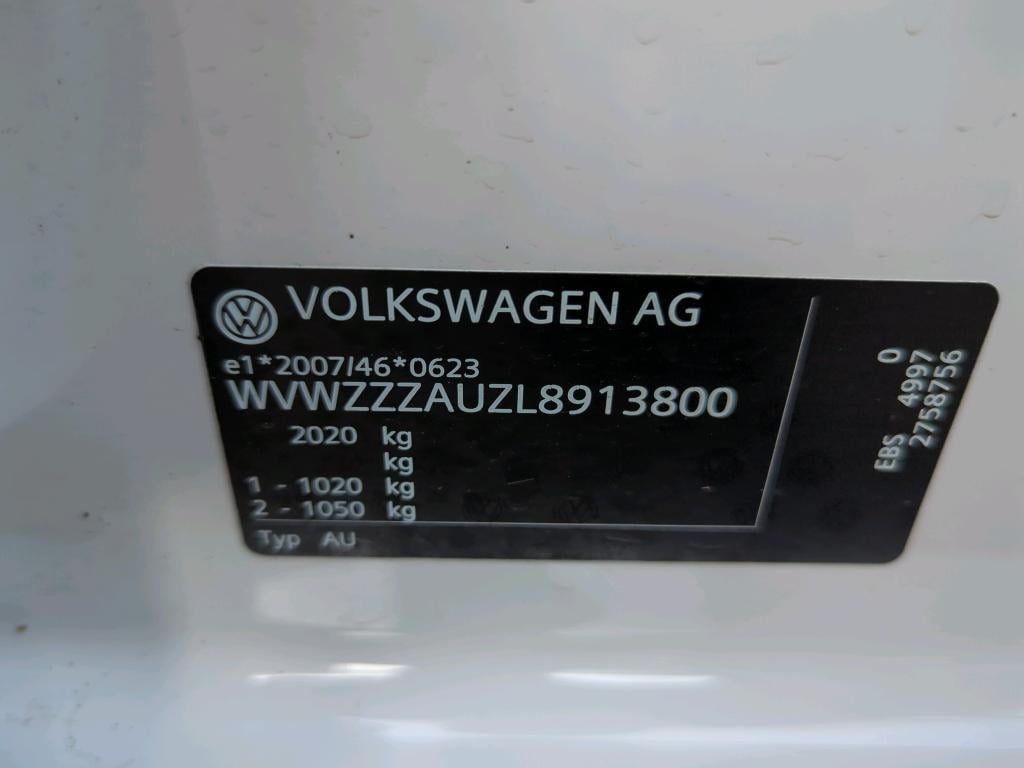 VOLKSWAGEN AG
e1*2007/46*0623
WVWZZZAUZL8913800
2020 kg
kg
1 - 1020 kg
2 - 1050 kg
Typ AU
0
EBS 4997
2758756